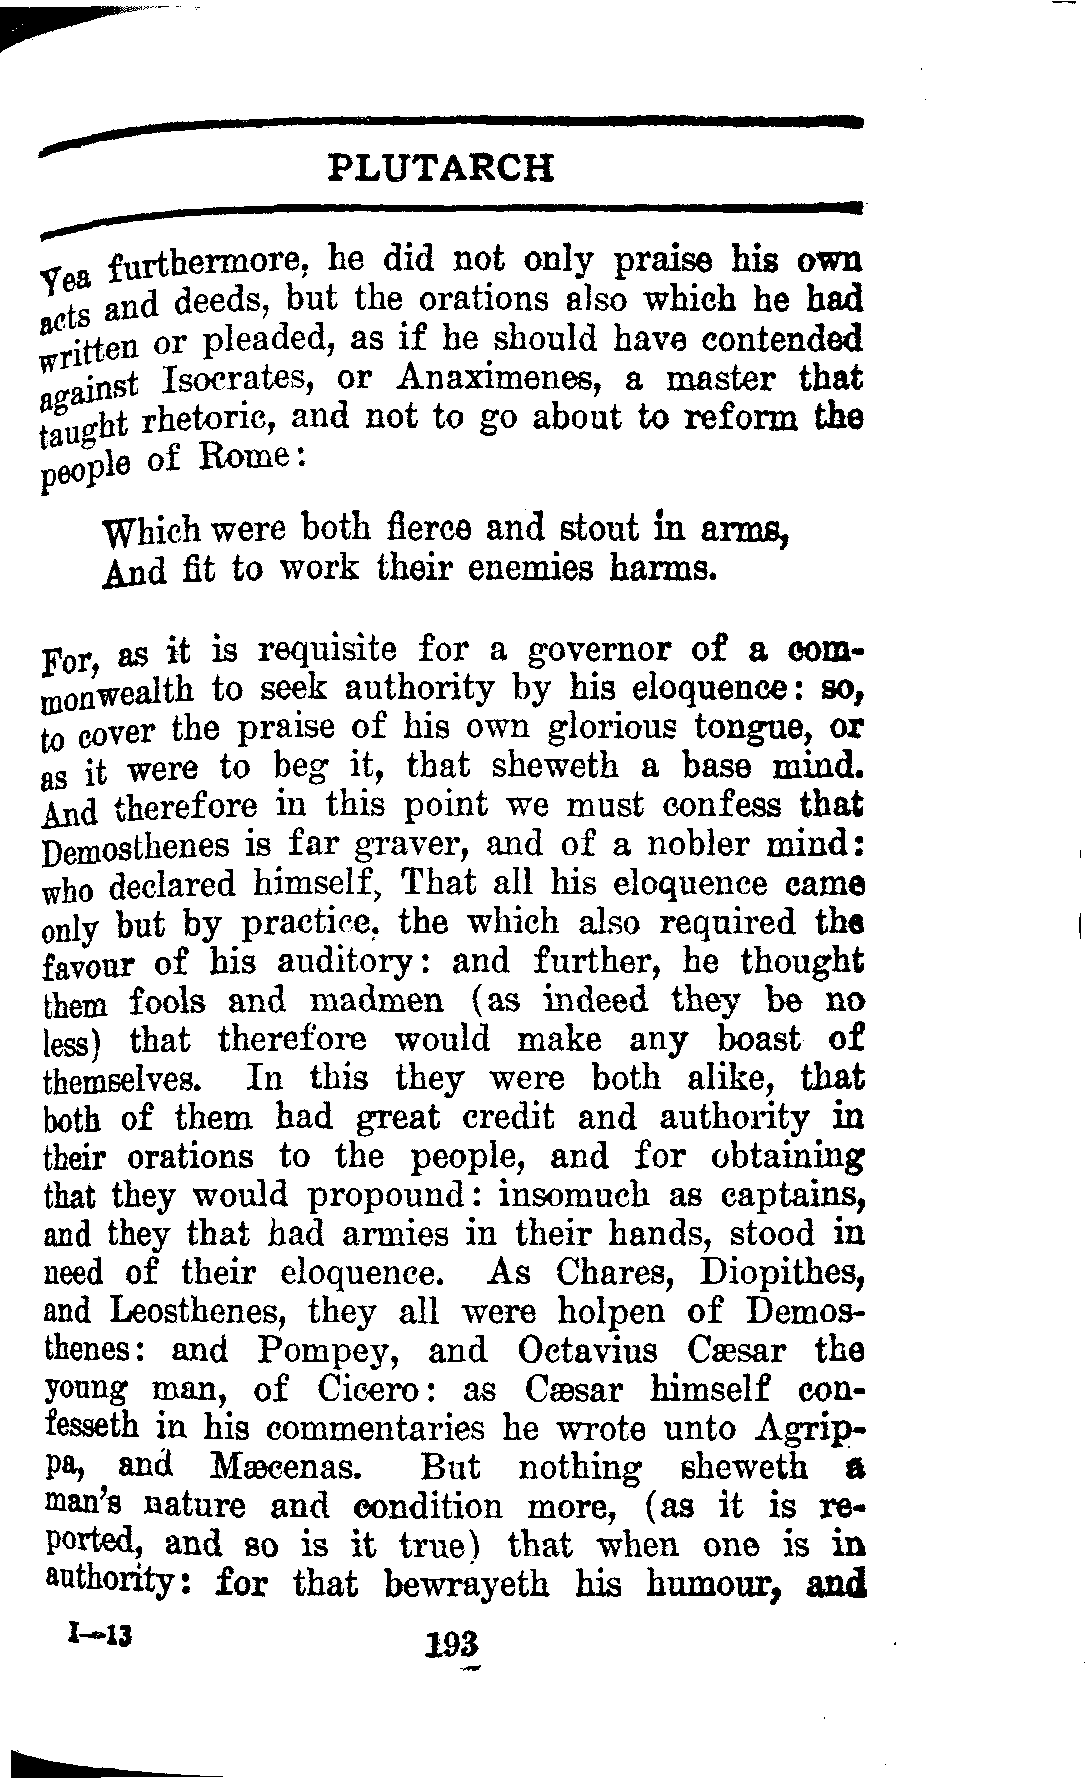 PLUTARCH
Yea furthermore, he did not only praise his own
acts and deeds, but the orations also which he had
written or pleaded, as if he should have contended
against Isocrates, or Anaximenes, a master that
taught rhetoric, and not to go about to reform the
people of Rome:
Which were both fierce and stout in arms,
And fit to work their enemies harms.
For, as it is requisite for a governor of a com-
monwealth to seek authority by his eloquence: so,
to cover the praise of his own glorious tongue, or
as it were to beg it, that sheweth a base mind.
And therefore in this point we must confess that
Demosthenes is far graver, and of a nobler mind:
who declared himself, That all his eloquence came
only but by practice, the which also required the
favour of his auditory: and further, he thought
them fools and madmen (as indeed they be no
less) that therefore would make any boast of
themselves. In this they were both alike, that
both of them had great credit and authority in
their orations to the people, and for obtaining
that they would propound: insomuch as captains,
and they that had armies in their hands, stood in
need of their eloquence. As Chares, Diopithes,
and Leosthenes, they all were holpen of Demos-
thenes: and Pompey, and Octavius Cæsar the
young man, of Cicero: as Cæsar himself con-
fesseth in his commentaries he wrote unto Agrip-
pa, and Mæcenas. But nothing sheweth a
man's nature and condition more, (as it is re-
ported, and so is it true) that when one is in
authority: for that bewrayeth his humour, and
I—13 193